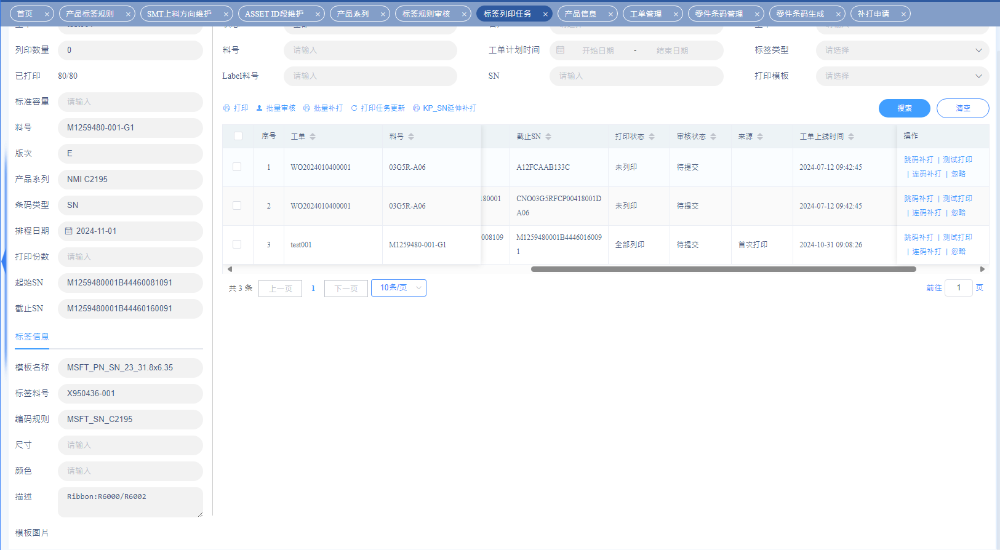 首页 × 产品标签规则 × SMT上料方向维护 × ASSET ID段维护 × 产品系列 × 标签规则审核 × 标签列印任务 × 产品信息 × 工单管理 × 零件条码管理 × 零件条码生成 × 补打申请 ×
列印数量 0
已打印 80/80
标准容量 请输入
料号 M1259480-001-G1
版次 E
产品系列 NMI C2195
条码类型 SN
排程日期 2024-11-01
打印份数 请输入
起始SN M1259480001B44460081091
截止SN M1259480001B44460160091
标签信息
模板名称 MSFT_PN_SN_23_31.8x6.35
标签料号 X950436-001
编码规则 MSFT_SN_C2195
尺寸 请输入
颜色 请输入
描述 Ribbon:R6000/R6002
模板图片
料号 请输入 工单计划时间 开始日期 - 结束日期 标签类型 请选择
Label料号 请输入 SN 请输入 打印模板 请选择
打印 批量审核 批量补打 打印任务更新 KP_SN延伸补打 搜索 清空
序号 工单 料号 截止SN 打印状态 审核状态 来源 工单上线时间 操作
1 WO2024010400001 03G5R-A06 A12FCAAB133C 未列印 待提交 2024-07-12 09:42:45 跳码补打 | 测试打印
| 连码补打 | 忽略
2 WO2024010400001 03G5R-A06 .80001 CNO03G5RFCP00418001D 未列印 待提交 2024-07-12 09:42:45 跳码补打 | 测试打印
A06 | 连码补打 | 忽略
3 test001 M1259480-001-G1 008109 M1259480001B4446016009 全部列印 待提交 首次打印 2024-10-31 09:08:26 跳码补打 | 测试打印
1 | 连码补打 | 忽略
共 3 条 上一页 1 下一页 10条/页 前往 1 页